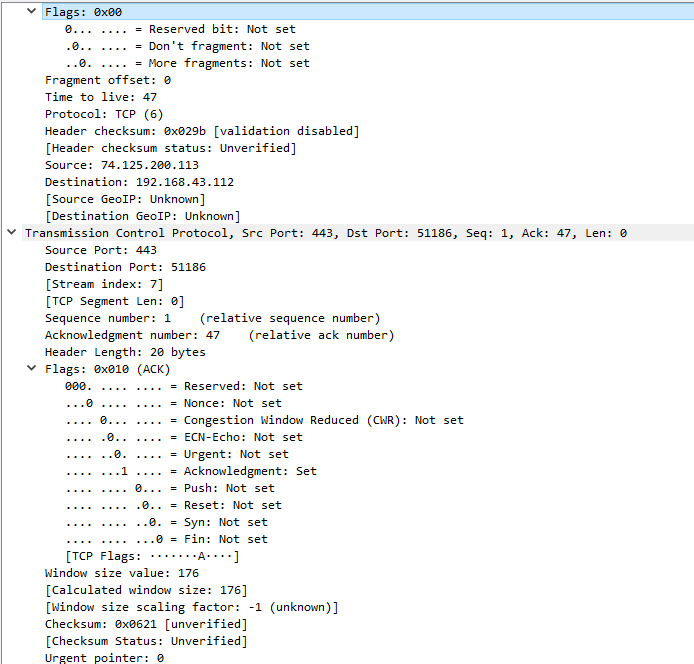 Flags: 0x00
0... .... = Reserved bit: Not set
.0.. .... = Don't fragment: Not set
..0. .... = More fragments: Not set
Fragment offset: 0
Time to live: 47
Protocol: TCP (6)
Header checksum: 0x029b [validation disabled]
[Header checksum status: Unverified]
Source: 74.125.200.113
Destination: 192.168.43.112
[Source GeoIP: Unknown]
[Destination GeoIP: Unknown]
Transmission Control Protocol, Src Port: 443, Dst Port: 51186, Seq: 1, Ack: 47, Len: 0
Source Port: 443
Destination Port: 51186
[Stream index: 7]
[TCP Segment Len: 0]
Sequence number: 1    (relative sequence number)
Acknowledgment number: 47    (relative ack number)
Header Length: 20 bytes
Flags: 0x010 (ACK)
000. .... .... = Reserved: Not set
...0 .... .... = Nonce: Not set
.... 0... .... = Congestion Window Reduced (CWR): Not set
.... .0.. .... = ECN-Echo: Not set
.... ..0. .... = Urgent: Not set
.... ...1 .... = Acknowledgment: Set
.... .... 0... = Push: Not set
.... .... .0.. = Reset: Not set
.... .... ..0. = Syn: Not set
.... .... ...0 = Fin: Not set
[TCP Flags: ·······A····]
Window size value: 176
[Calculated window size: 176]
[Window size scaling factor: -1 (unknown)]
Checksum: 0x0621 [unverified]
[Checksum Status: Unverified]
Urgent pointer: 0